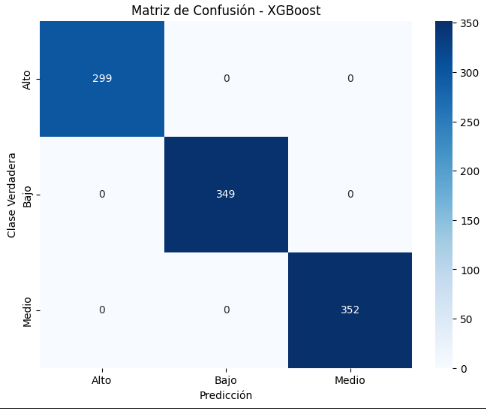 Matriz de Confusión - XGBoost
Alto
299
0
0
Bajo
0
349
0
Medio
0
0
352
Clase Verdadera
Alto
Bajo
Medio
Predicción
350
300
250
200
150
100
50
0